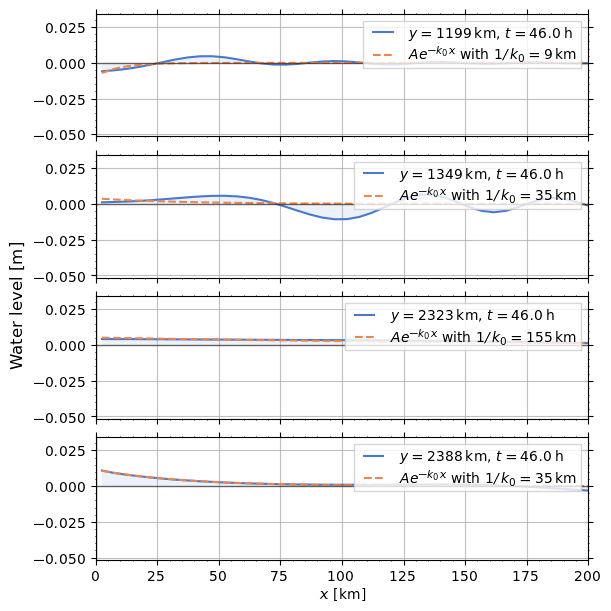 0.025
0.000
−0.025
−0.050
y = 1199 km, t = 46.0 h
Ae^{−k₀x} with 1/k₀ = 9 km
0.025
0.000
−0.025
−0.050
y = 1349 km, t = 46.0 h
Ae^{−k₀x} with 1/k₀ = 35 km
Water level [m]
0.025
0.000
−0.025
−0.050
y = 2323 km, t = 46.0 h
Ae^{−k₀x} with 1/k₀ = 155 km
0.025
0.000
−0.025
−0.050
y = 2388 km, t = 46.0 h
Ae^{−k₀x} with 1/k₀ = 35 km
0 25 50 75 100 125 150 175 200
x [km]